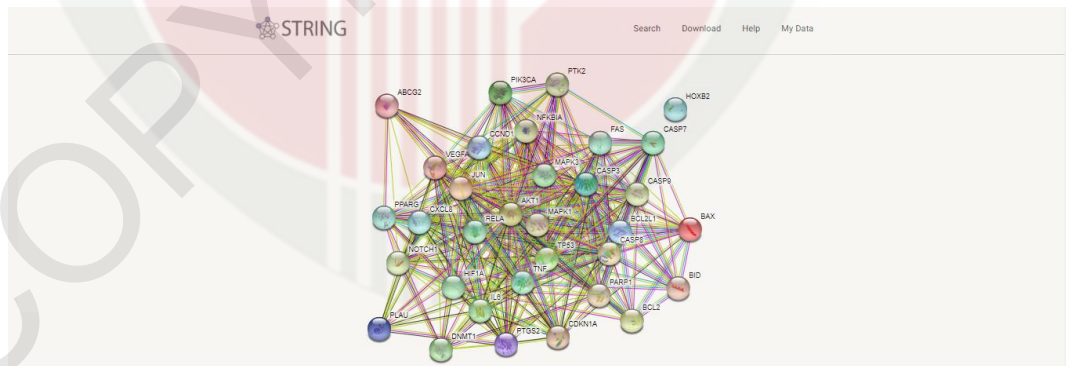 STRING
Search Download Help My Data
PTK2
PIK3CA
ABCG2
HOXB2
NFKBIA
FAS
CASP7
CCND1
VEGFA
MAPK3
CASP3
JUN
CASP9
AKT1
PPARG
CXCL8
MAPK1
RELA
BCL2L1
BAX
CASP8
TP53
NOTCH1
TNF
HIF1A
BID
PARP1
IL6
BCL2
PLAU
CDKN1A
PTGS2
DNMT1
COPY